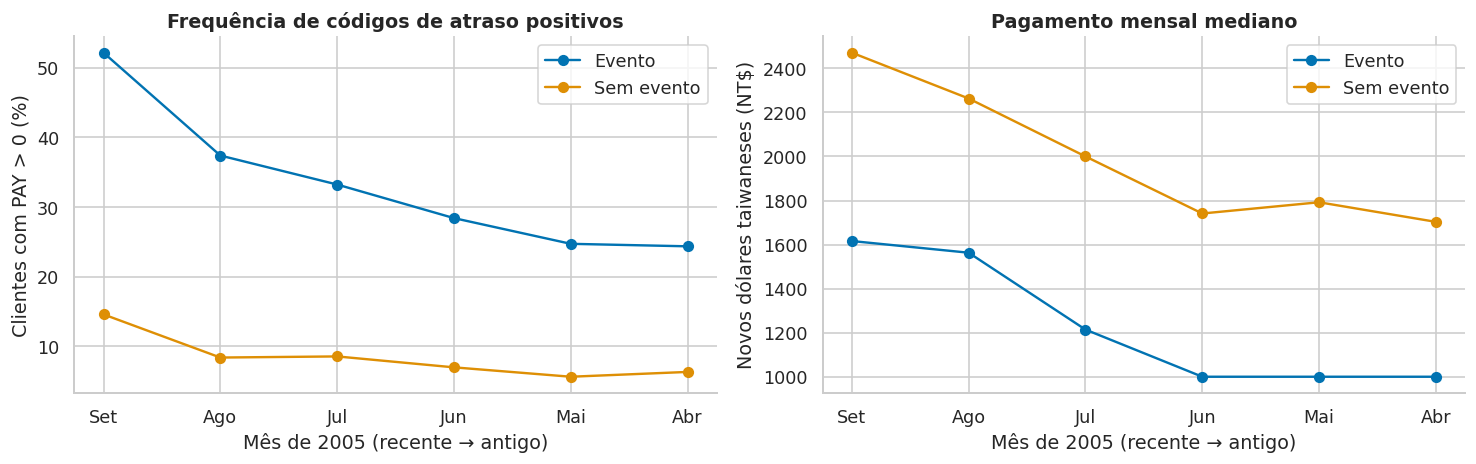 Frequência de códigos de atraso positivos
Clientes com PAY > 0 (%)
50
40
30
20
10
Evento
Sem evento
Set
Ago
Jul
Jun
Mai
Abr
Mês de 2005 (recente → antigo)
Pagamento mensal mediano
Novos dólares taiwaneses (NT$)
2400
2200
2000
1800
1600
1400
1200
1000
Evento
Sem evento
Set
Ago
Jul
Jun
Mai
Abr
Mês de 2005 (recente → antigo)